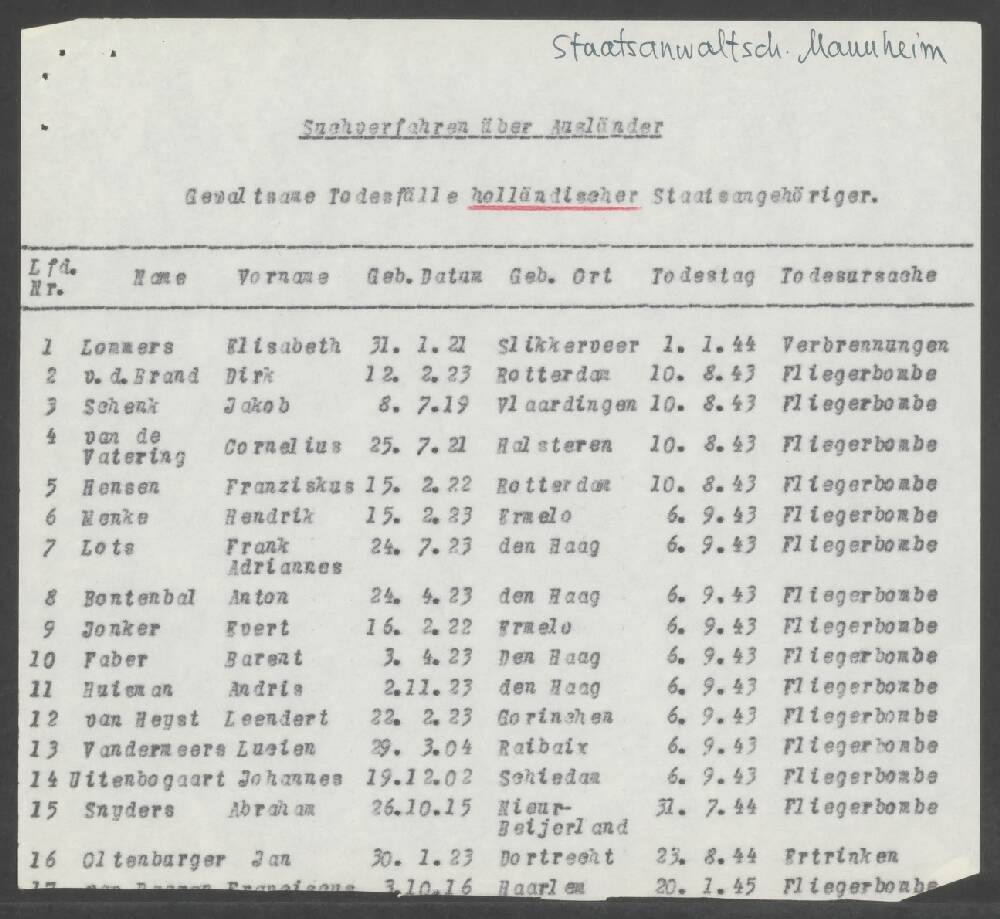 Staatsanwaltsch. Mannheim
Suchverfahren über Ausländer
Gewaltsame Todesfälle holländischer Staatsangehöriger.
Lfd. Nr. Name Vorname Geb. Datum Geb. Ort Todestag Todesursache
1 Lommers Elisabeth 31. 1. 21 Slikkerveer 1. 1.44 Verbrennungen
2 v.d.Brand Dirk 12. 2.23 Rotterdam 10. 8.43 Fliegerbombe
3 Schenk Jakob 8. 7.19 Vlaardingen 10. 8.43 Fliegerbombe
4 van de Vatering Cornelius 25. 7.21 Halsteren 10. 8.43 Fliegerbombe
5 Hensen Franziskus 15. 2.22 Rotterdam 10. 8.43 Fliegerbombe
6 Menke Hendrik 15. 2.23 Ermelo 6. 9.43 Fliegerbombe
7 Lots Frank Adriannes 24. 7.23 den Haag 6. 9.43 Fliegerbombe
8 Bontenbal Anton 24. 4.23 den Haag 6. 9.43 Fliegerbombe
9 Jonker Evert 16. 2.22 Ermelo 6. 9.43 Fliegerbombe
10 Faber Barent 3. 4.23 Den Haag 6. 9.43 Fliegerbombe
11 Huisman Andris 2.11.23 den Haag 6. 9.43 Fliegerbombe
12 van Heyst Leendert 22. 2.23 Gorinchen 6. 9.43 Fliegerbombe
13 Vandermeers Lucien 29. 3.04 Raibaix 6. 9.43 Fliegerbombe
14 Uitenbogaart Johannes 19.12.02 Schiedam 6. 9.43 Fliegerbombe
15 Snyders Abraham 26.10.15 Nieur-Beijerland 31. 7.44 Fliegerbombe
16 Oltenburger Jan 30. 1.23 Dortrecht 23. 8.44 Ertrinken
17 van Franciscus 3.10.16 Haarlem 20. 1.45 Fliegerbombe